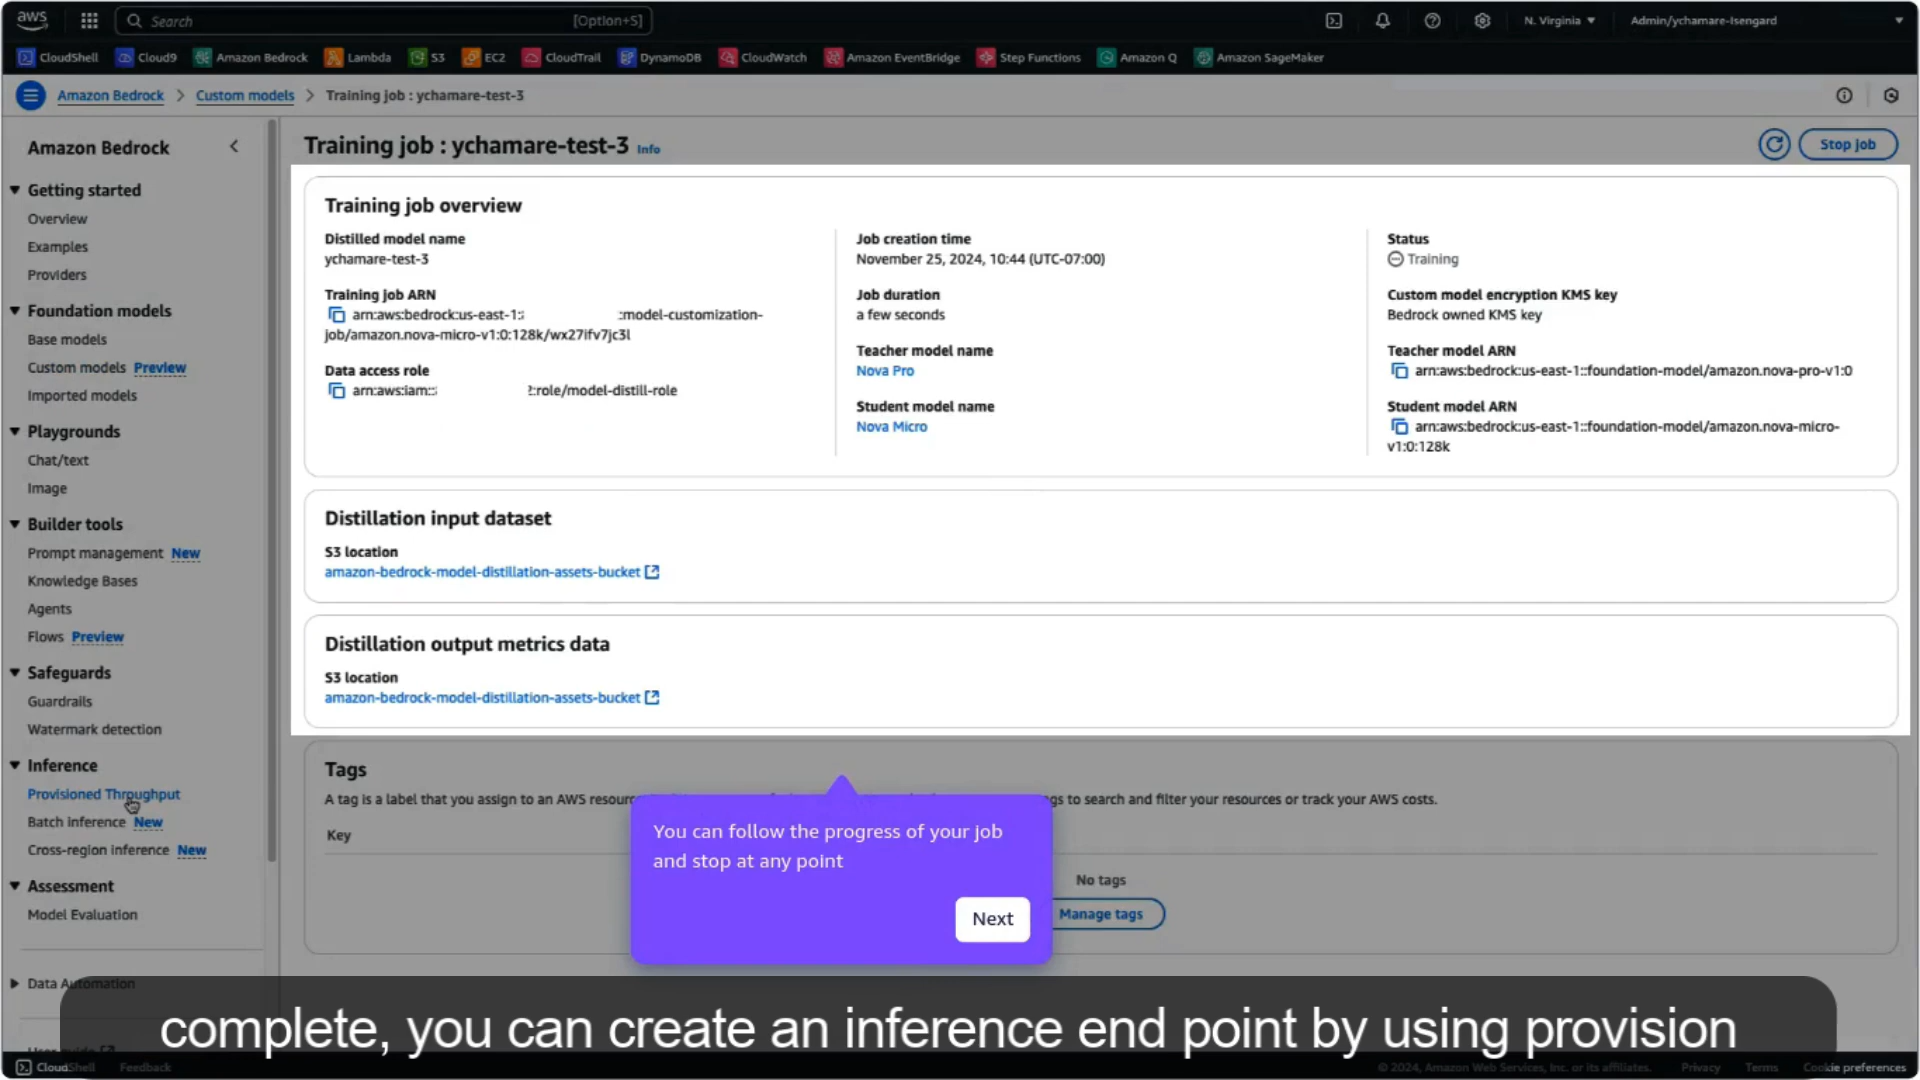 aws
Search
[Option+S]
N. Virginia
Admin/ychamare-Isengard
CloudShell
Cloud9
Amazon Bedrock
Lambda
S3
EC2
CloudTrail
DynamoDB
CloudWatch
Amazon EventBridge
Step Functions
Amazon Q
Amazon SageMaker
Amazon Bedrock > Custom models > Training job : ychamare-test-3
Amazon Bedrock
Getting started
Overview
Examples
Providers
Foundation models
Base models
Custom models Preview
Imported models
Playgrounds
Chat/text
Image
Builder tools
Prompt management New
Knowledge Bases
Agents
Flows Preview
Safeguards
Guardrails
Watermark detection
Inference
Provisioned Throughput
Batch inference New
Cross-region inference New
Assessment
Model Evaluation
Data Automation
Training job : ychamare-test-3 Info
Stop job
Training job overview
Distilled model name
ychamare-test-3
Training job ARN
arn:aws:bedrock:us-east-1: :model-customization-
job/amazon.nova-micro-v1:0:128k/wx27ifv7jc3l
Data access role
arn:aws:iam:: :role/model-distill-role
Job creation time
November 25, 2024, 10:44 (UTC-07:00)
Job duration
a few seconds
Teacher model name
Nova Pro
Student model name
Nova Micro
Status
Training
Custom model encryption KMS key
Bedrock owned KMS key
Teacher model ARN
arn:aws:bedrock:us-east-1::foundation-model/amazon.nova-pro-v1:0
Student model ARN
arn:aws:bedrock:us-east-1::foundation-model/amazon.nova-micro-
v1:0:128k
Distillation input dataset
S3 location
amazon-bedrock-model-distillation-assets-bucket
Distillation output metrics data
S3 location
amazon-bedrock-model-distillation-assets-bucket
Tags
A tag is a label that you assign to an AWS to search and filter your resources or track your AWS costs.
Key
No tags
Manage tags
You can follow the progress of your job
and stop at any point
Next
complete, you can create an inference end point by using provision
CloudShell
Feedback
© 2024, Amazon Web Services, Inc. or its affiliates.
Privacy
Terms
Cookie preferences